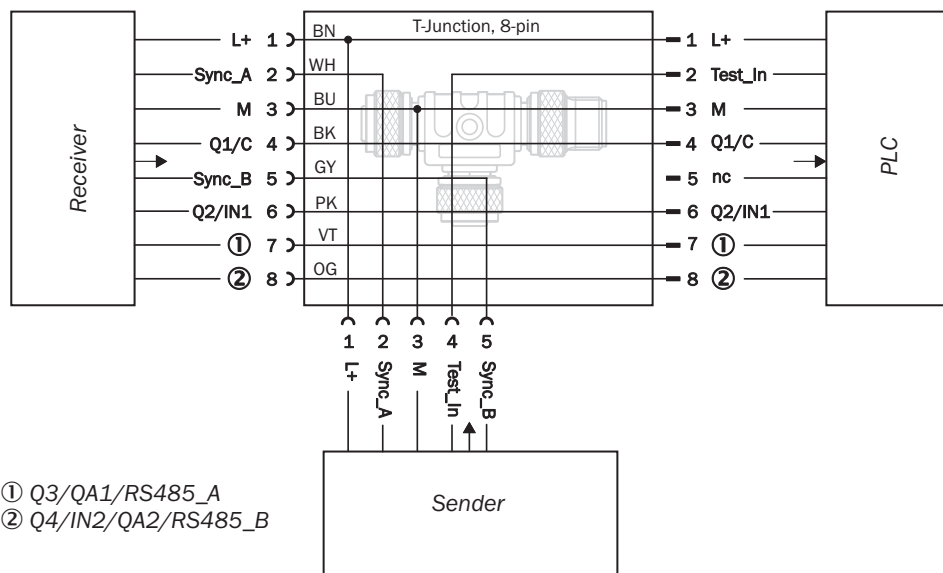 T-Junction, 8-pin
L+ 1 BN 1 L+
Sync_A 2 WH 2 Test_In
M 3 BU 3 M
Q1/C 4 BK 4 Q1/C
Sync_B 5 GY 5 nc
Q2/IN1 6 PK 6 Q2/IN1
① 7 VT 7 ①
② 8 OG 8 ②
Receiver
PLC
1 2 3 4 5
L+ Sync_A M Test_In Sync_B
Sender
① Q3/QA1/RS485_A
② Q4/IN2/QA2/RS485_B